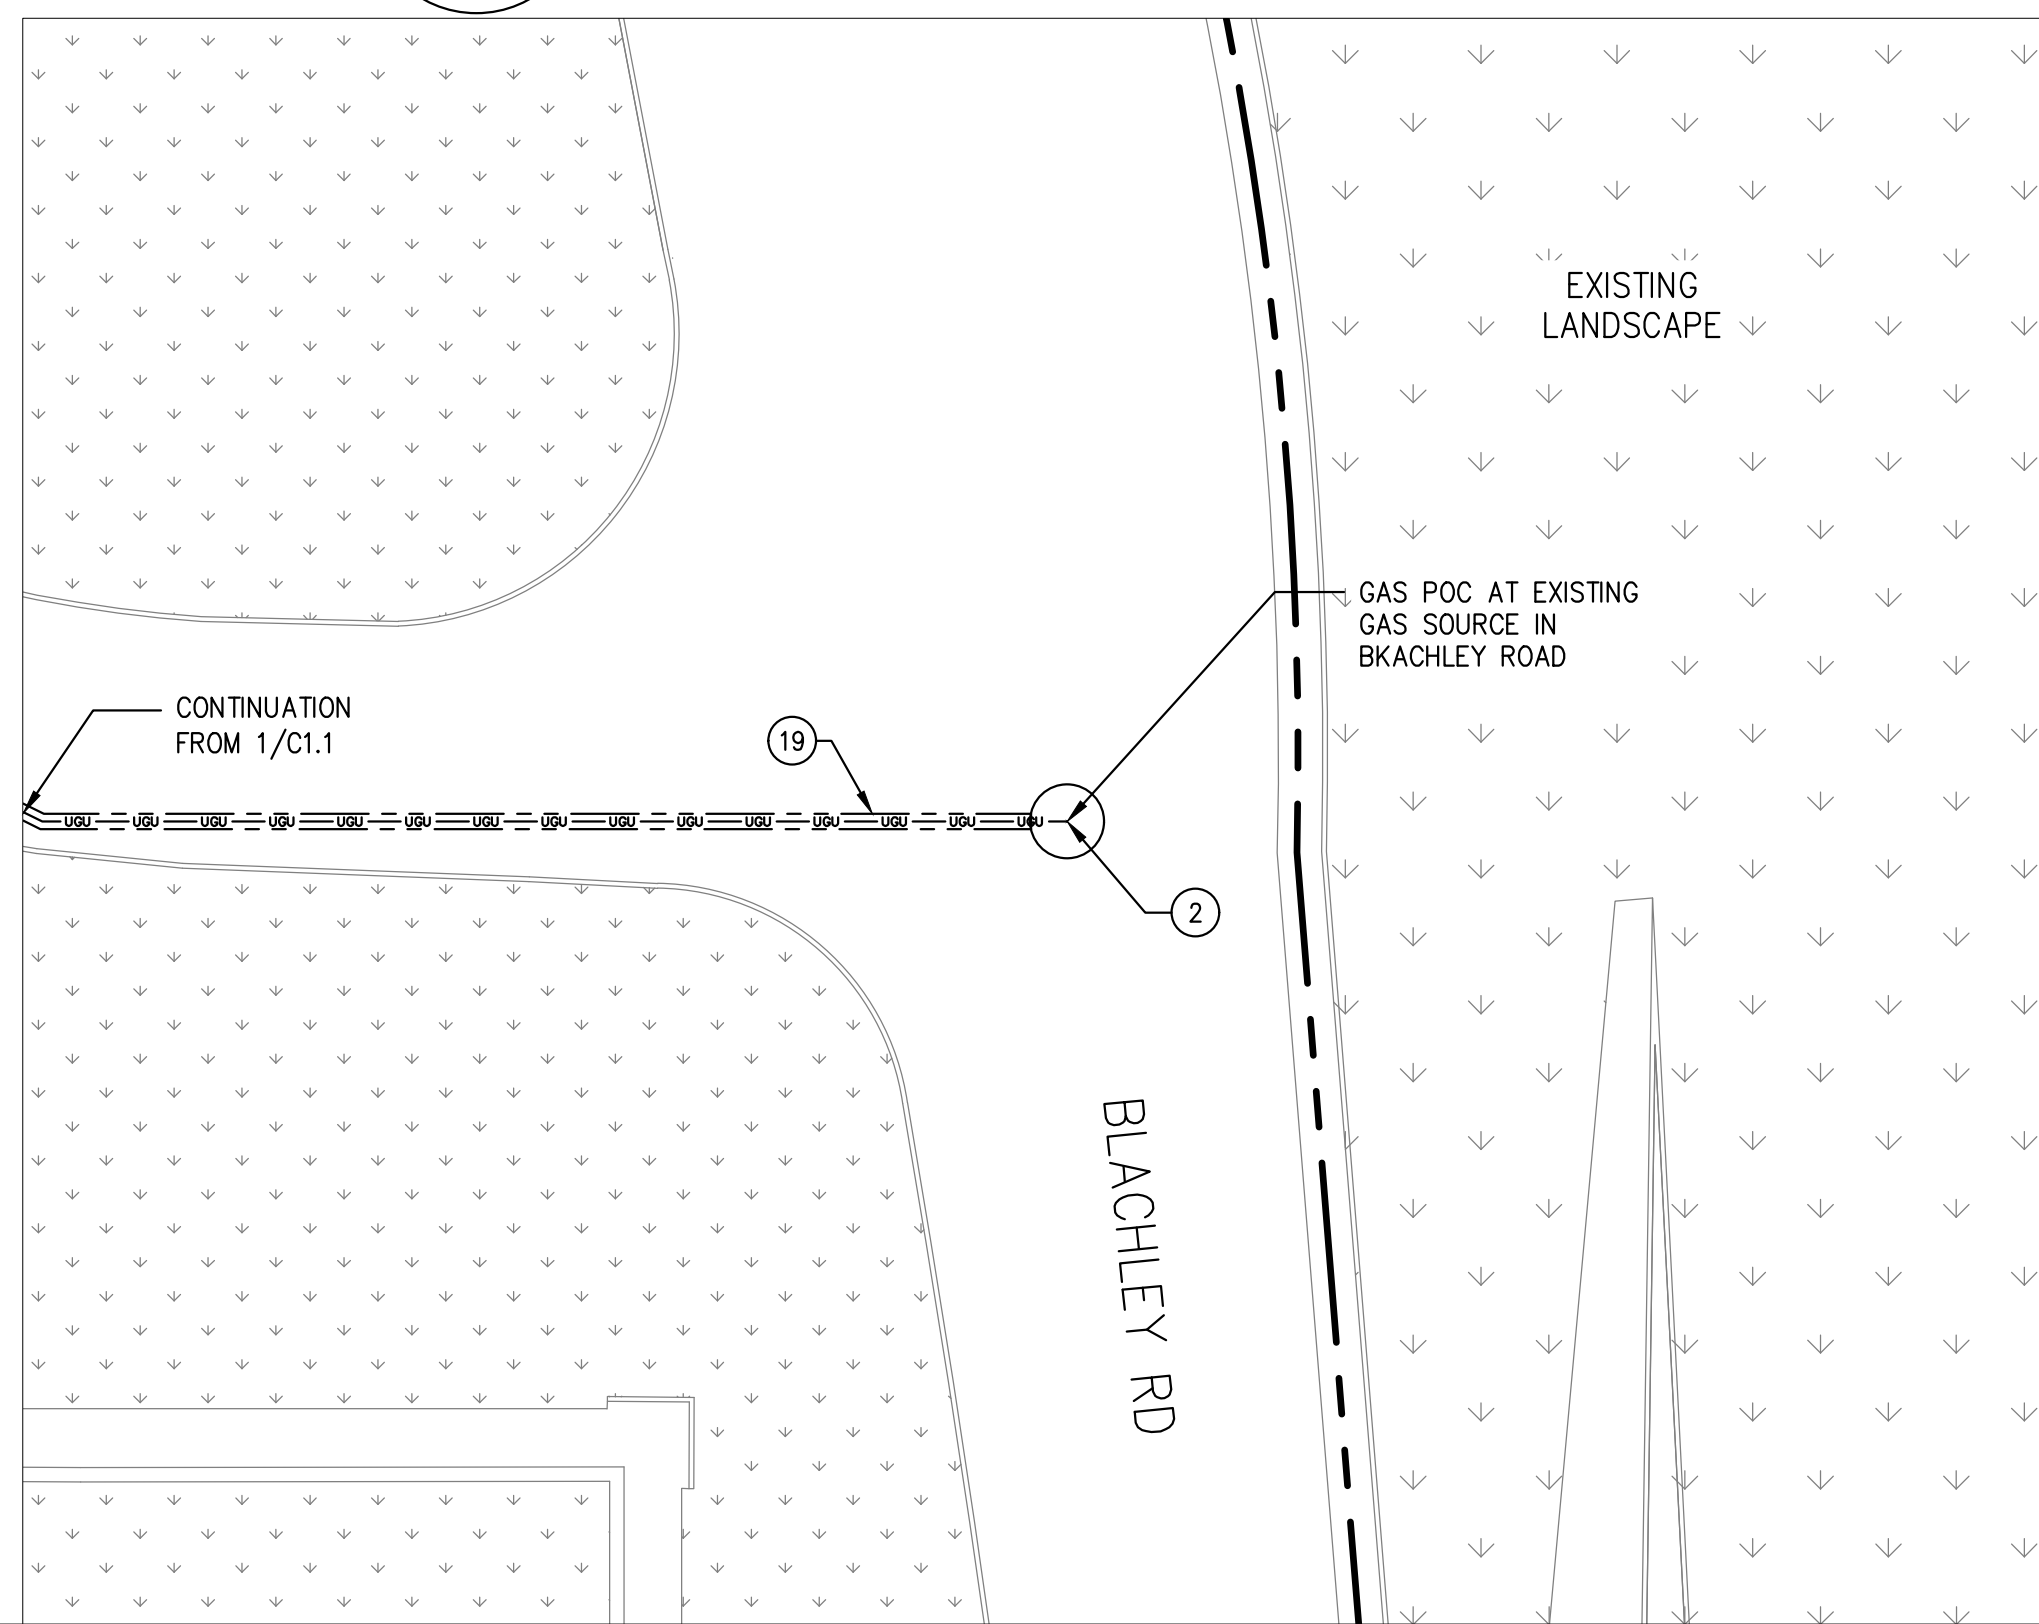 EXISTING
LANDSCAPE
GAS POC AT EXISTING
GAS SOURCE IN
BKACHLEY ROAD
CONTINUATION
FROM 1/C1.1
19
UGU UGU UGU UGU UGU UGU UGU UGU UGU UGU UGU UGU UGU UGU UGU
2
BLACHLEY RD